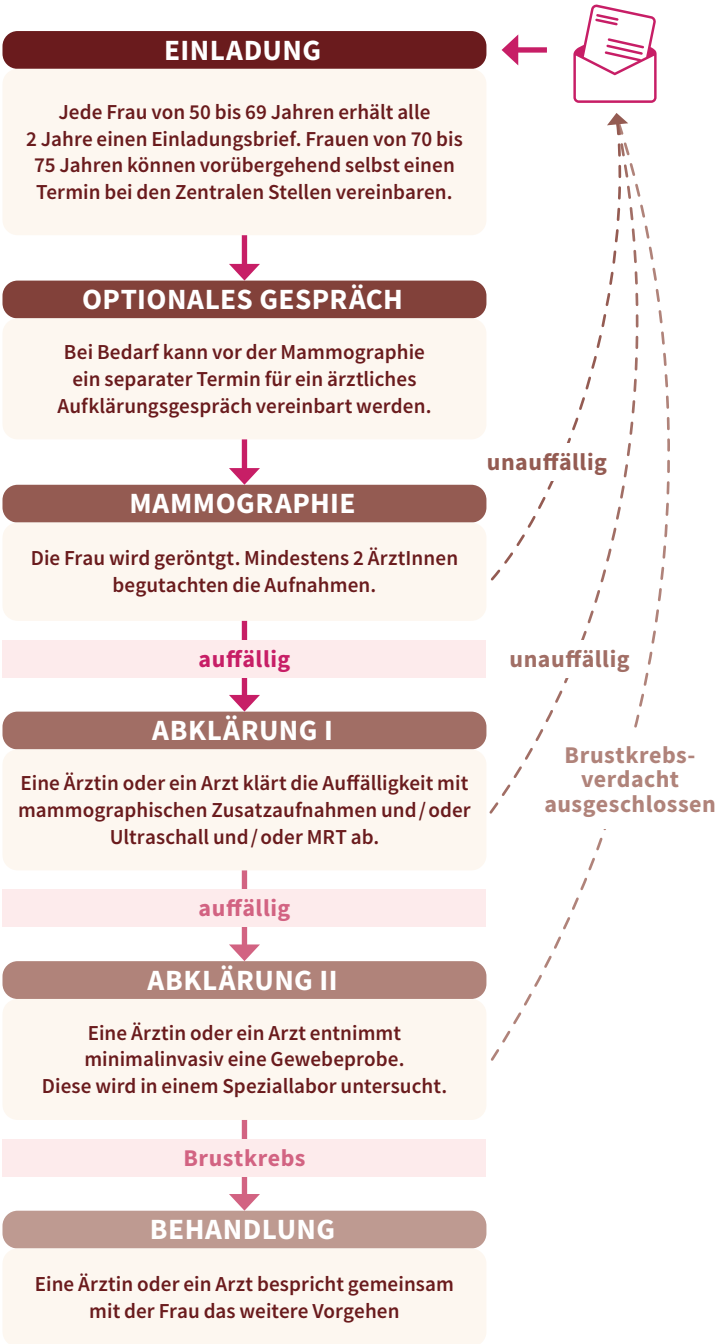 EINLADUNG
Jede Frau von 50 bis 69 Jahren erhält alle
2 Jahre einen Einladungsbrief. Frauen von 70 bis
75 Jahren können vorübergehend selbst einen
Termin bei den Zentralen Stellen vereinbaren.
OPTIONALES GESPRÄCH
Bei Bedarf kann vor der Mammographie
ein separater Termin für ein ärztliches
Aufklärungsgespräch vereinbart werden.
unauffällig
MAMMOGRAPHIE
Die Frau wird geröntgt. Mindestens 2 ÄrztInnen
begutachten die Aufnahmen.
auffällig
unauffällig
ABKLÄRUNG I
Eine Ärztin oder ein Arzt klärt die Auffälligkeit mit
mammographischen Zusatzaufnahmen und / oder
Ultraschall und / oder MRT ab.
Brustkrebs-
verdacht
ausgeschlossen
auffällig
ABKLÄRUNG II
Eine Ärztin oder ein Arzt entnimmt
minimalinvasiv eine Gewebeprobe.
Diese wird in einem Speziallabor untersucht.
Brustkrebs
BEHANDLUNG
Eine Ärztin oder ein Arzt bespricht gemeinsam
mit der Frau das weitere Vorgehen